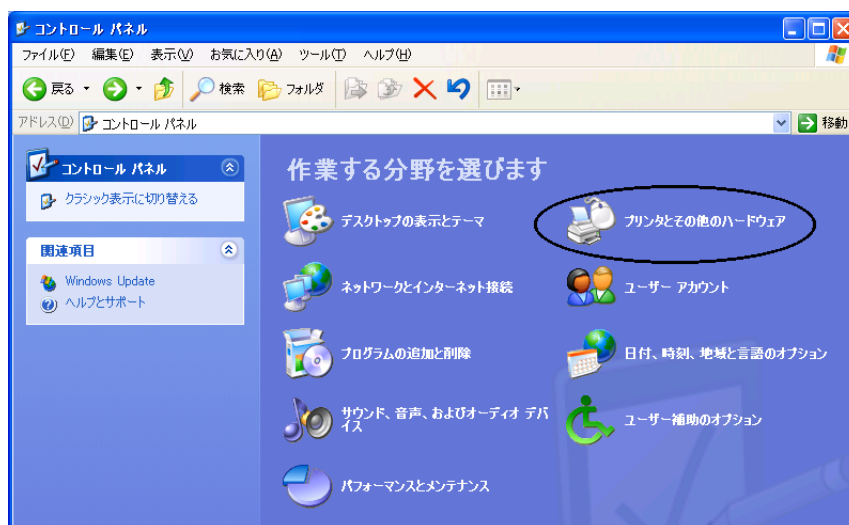 コントロール パネル
ファイル(F) 編集(E) 表示(V) お気に入り(A) ツール(T) ヘルプ(H)
戻る 検索 フォルダ
アドレス(D) コントロール パネル 移動
コントロール パネル
クラシック表示に切り替える
関連項目
Windows Update
ヘルプとサポート
作業する分野を選びます
デスクトップの表示とテーマ
プリンタとその他のハードウェア
ネットワークとインターネット接続
ユーザー アカウント
プログラムの追加と削除
日付、時刻、地域と言語のオプション
サウンド、音声、およびオーディオ デバ
イス
ユーザー補助のオプション
パフォーマンスとメンテナンス